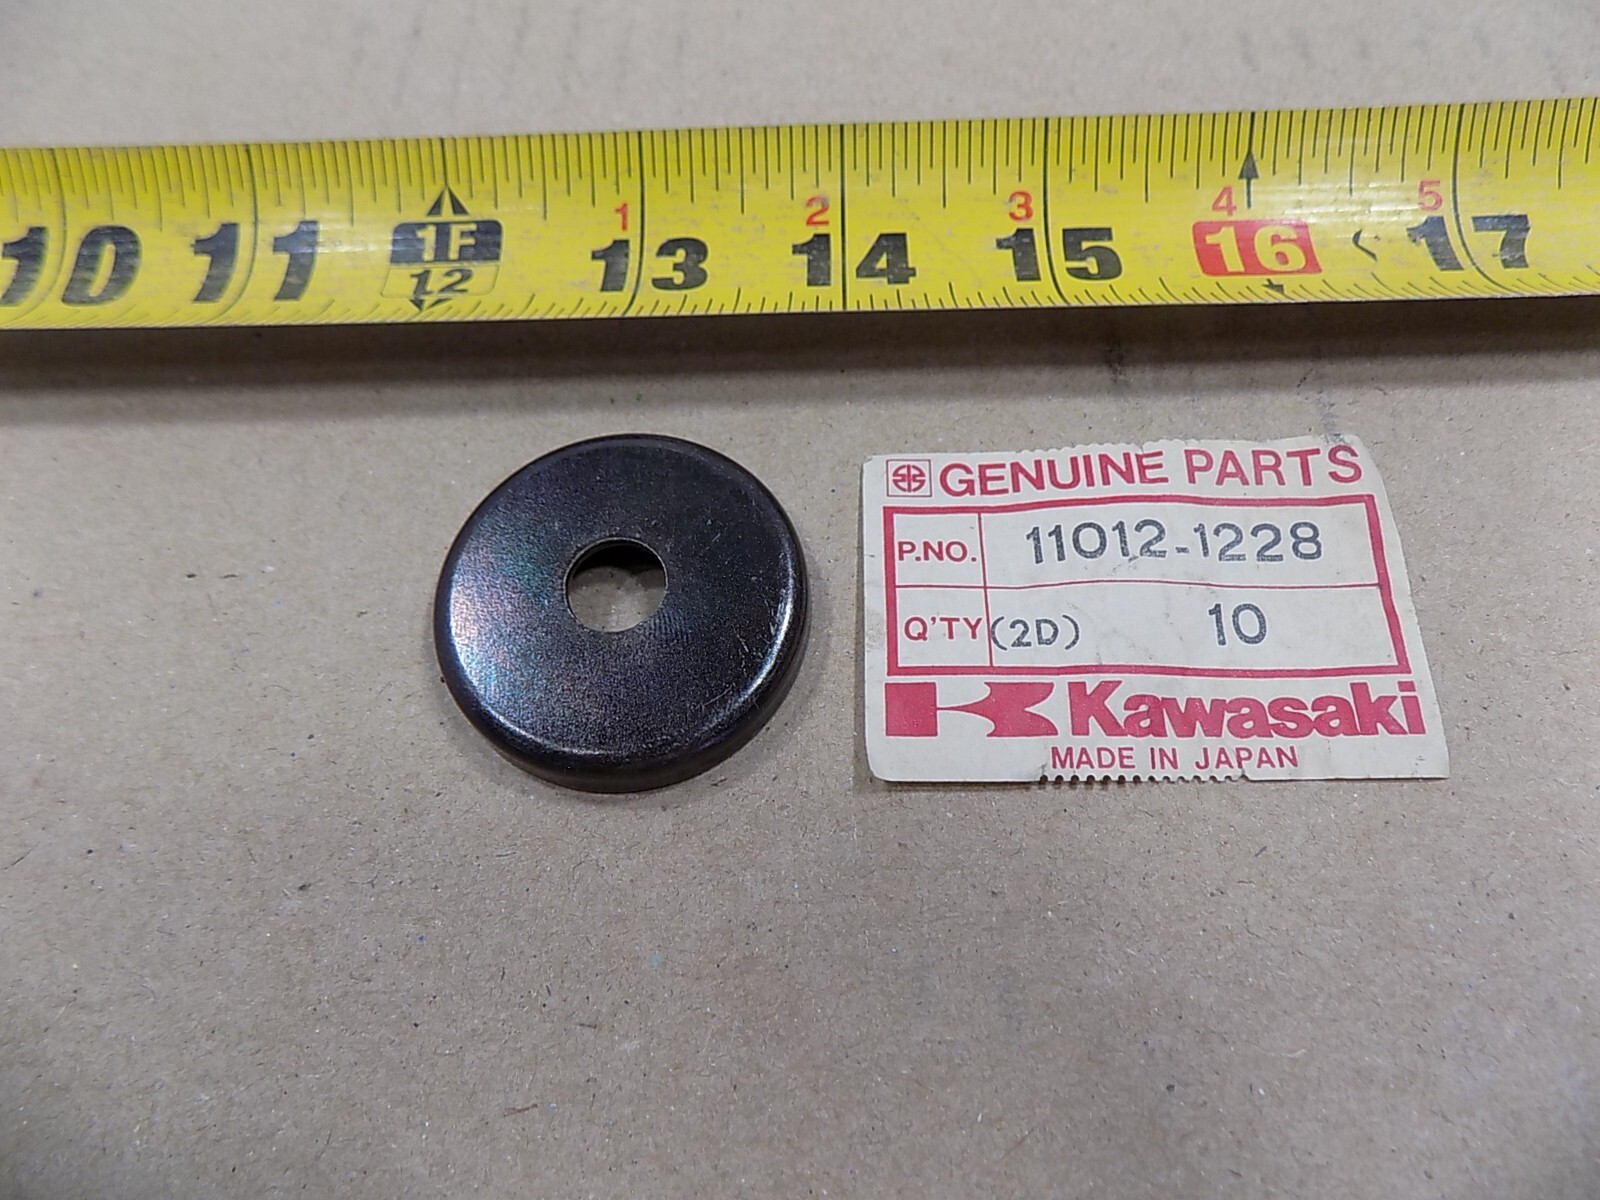 1 2 3 4 5
10 11 1F 13 14 15 16 17
12
GENUINE PARTS
P.NO. 11012-1228
Q'TY (2D) 10
Kawasaki
MADE IN JAPAN